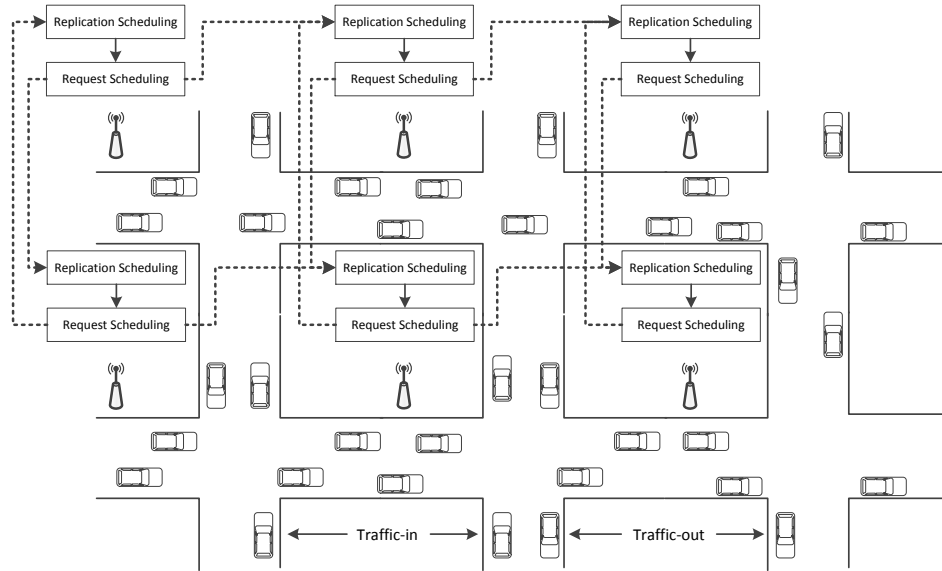 Replication Scheduling
Replication Scheduling
Replication Scheduling
Request Scheduling
Request Scheduling
Request Scheduling
Replication Scheduling
Replication Scheduling
Replication Scheduling
Request Scheduling
Request Scheduling
Request Scheduling
Traffic-in
Traffic-out